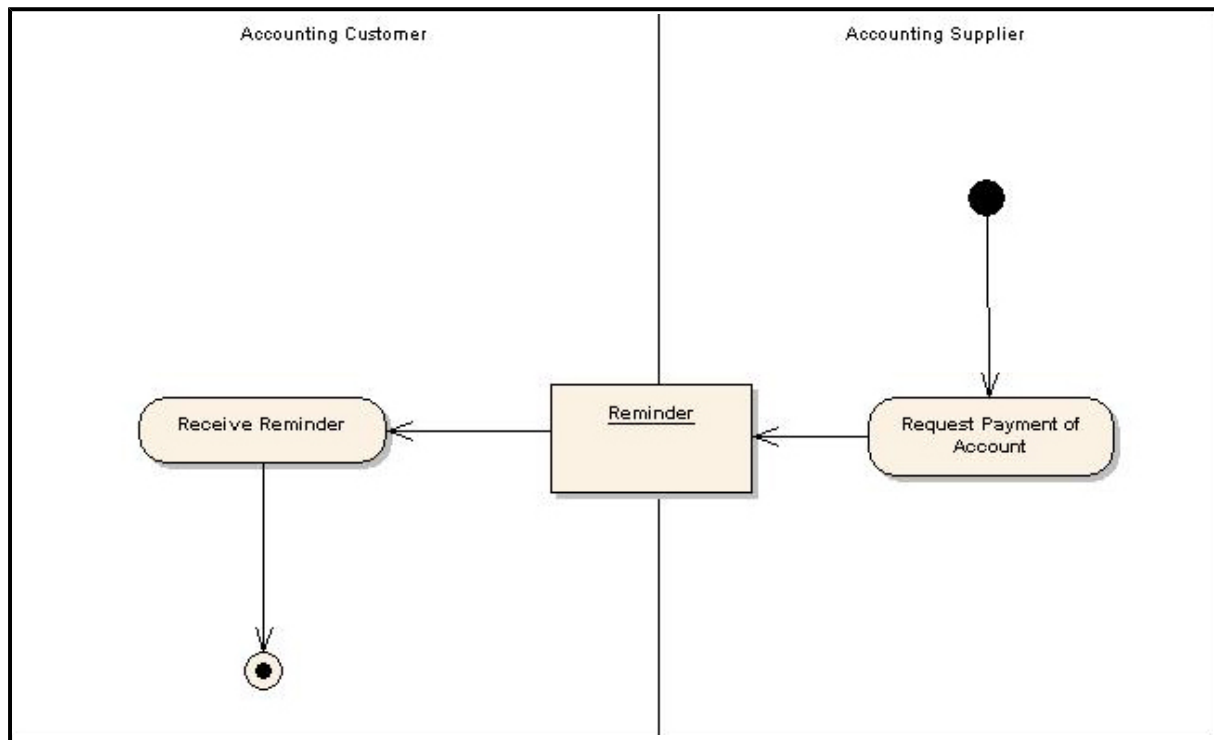 Accounting Customer
Accounting Supplier
Receive Reminder
Reminder
Request Payment of
Account